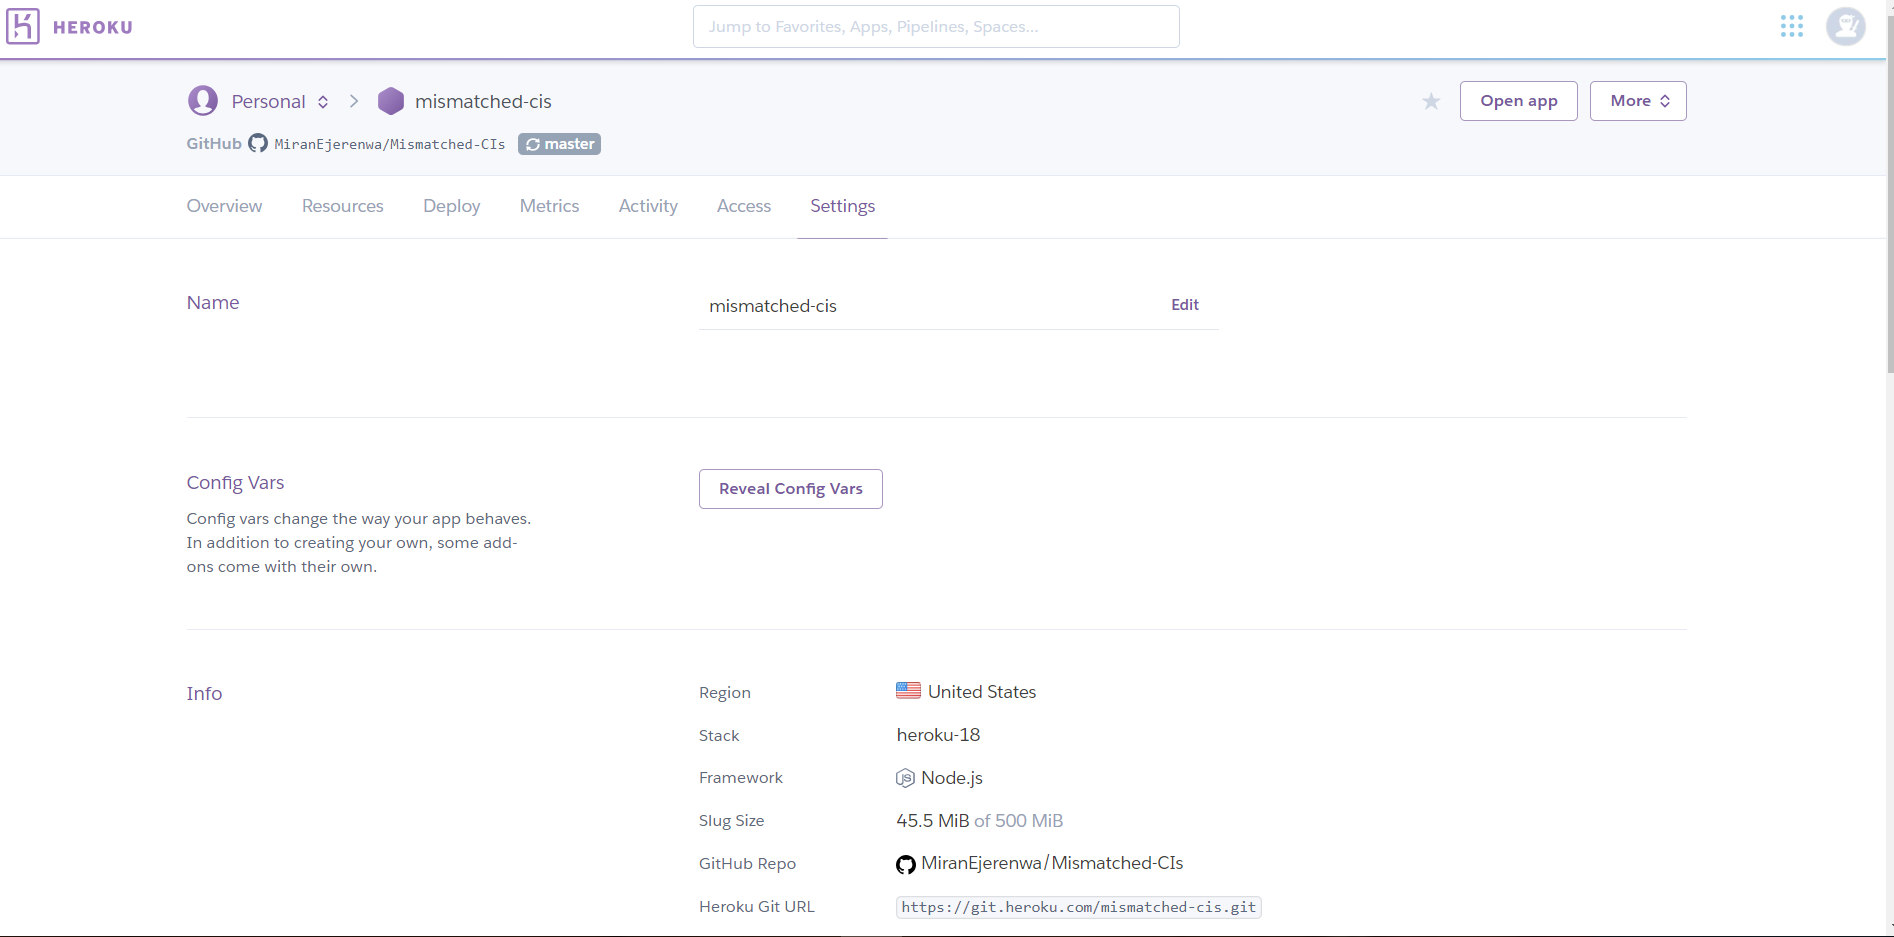 HEROKU
Jump to Favorites, Apps, Pipelines, Spaces...
Personal
mismatched-cis
Open app
More
GitHub MiranEjerenwa/Mismatched-CIs master
Overview Resources Deploy Metrics Activity Access Settings
Name
mismatched-cis
Edit
Config Vars
Reveal Config Vars
Config vars change the way your app behaves.
In addition to creating your own, some add-
ons come with their own.
Info
Region United States
Stack heroku-18
Framework Node.js
Slug Size 45.5 MiB of 500 MiB
GitHub Repo MiranEjerenwa/Mismatched-CIs
Heroku Git URL https://git.heroku.com/mismatched-cis.git